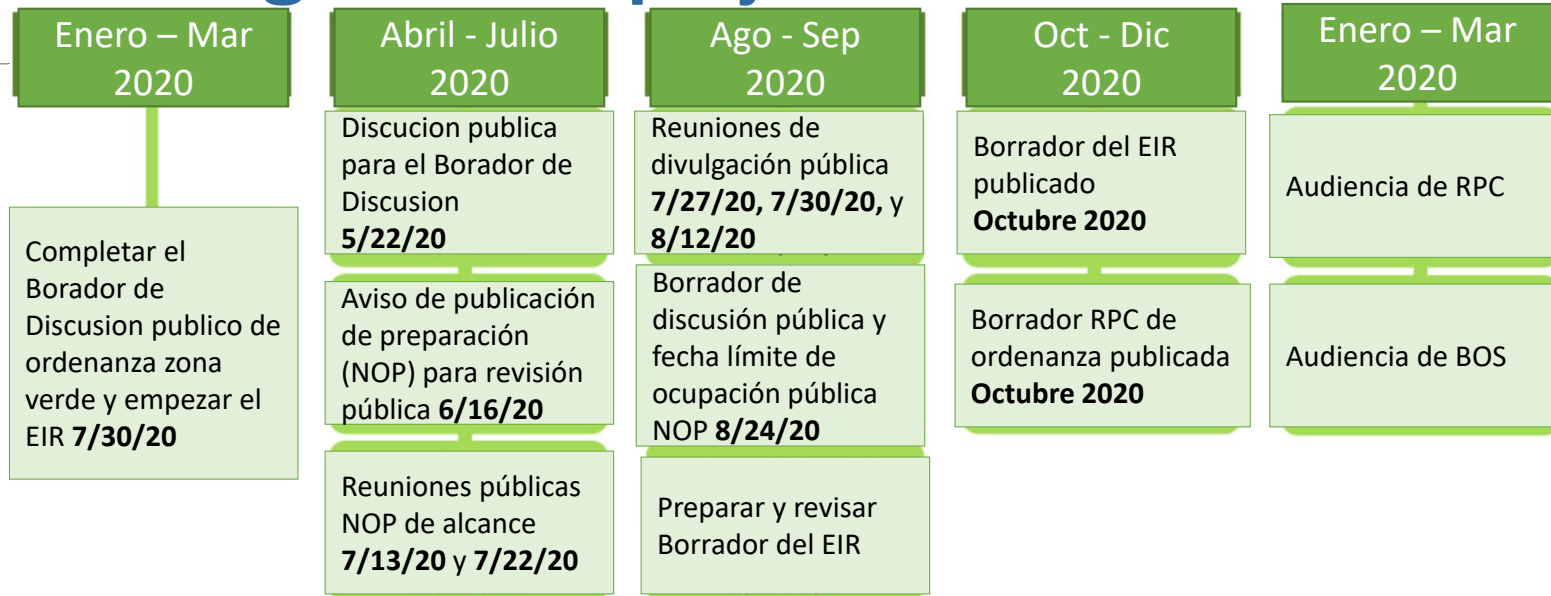 Enero – Mar
2020
Completar el
Borador de
Discusion publico de
ordenanza zona
verde y empezar el
EIR 7/30/20
Abril - Julio
2020
Discucion publica
para el Borador de
Discusion
5/22/20
Aviso de publicación
de preparación
(NOP) para revisión
pública 6/16/20
Reuniones públicas
NOP de alcance
7/13/20 y 7/22/20
Ago - Sep
2020
Reuniones de
divulgación pública
7/27/20, 7/30/20, y
8/12/20
Borrador de
discusión pública y
fecha límite de
ocupación pública
NOP 8/24/20
Preparar y revisar
Borrador del EIR
Oct - Dic
2020
Borrador del EIR
publicado
Octubre 2020
Borrador RPC de
ordenanza publicada
Octubre 2020
Enero – Mar
2020
Audiencia de RPC
Audiencia de BOS